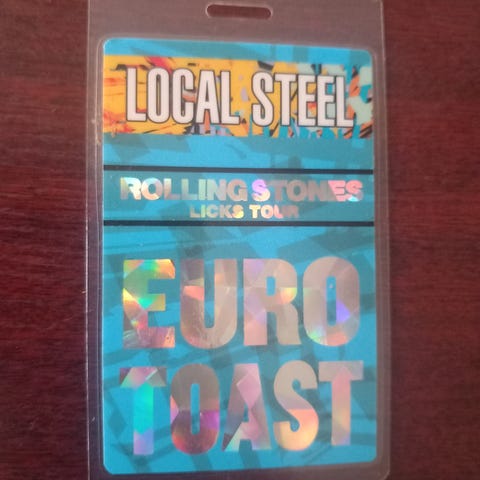 LOCAL STEEL
ROLLING STONES
LICKS TOUR
EURO
TOAST